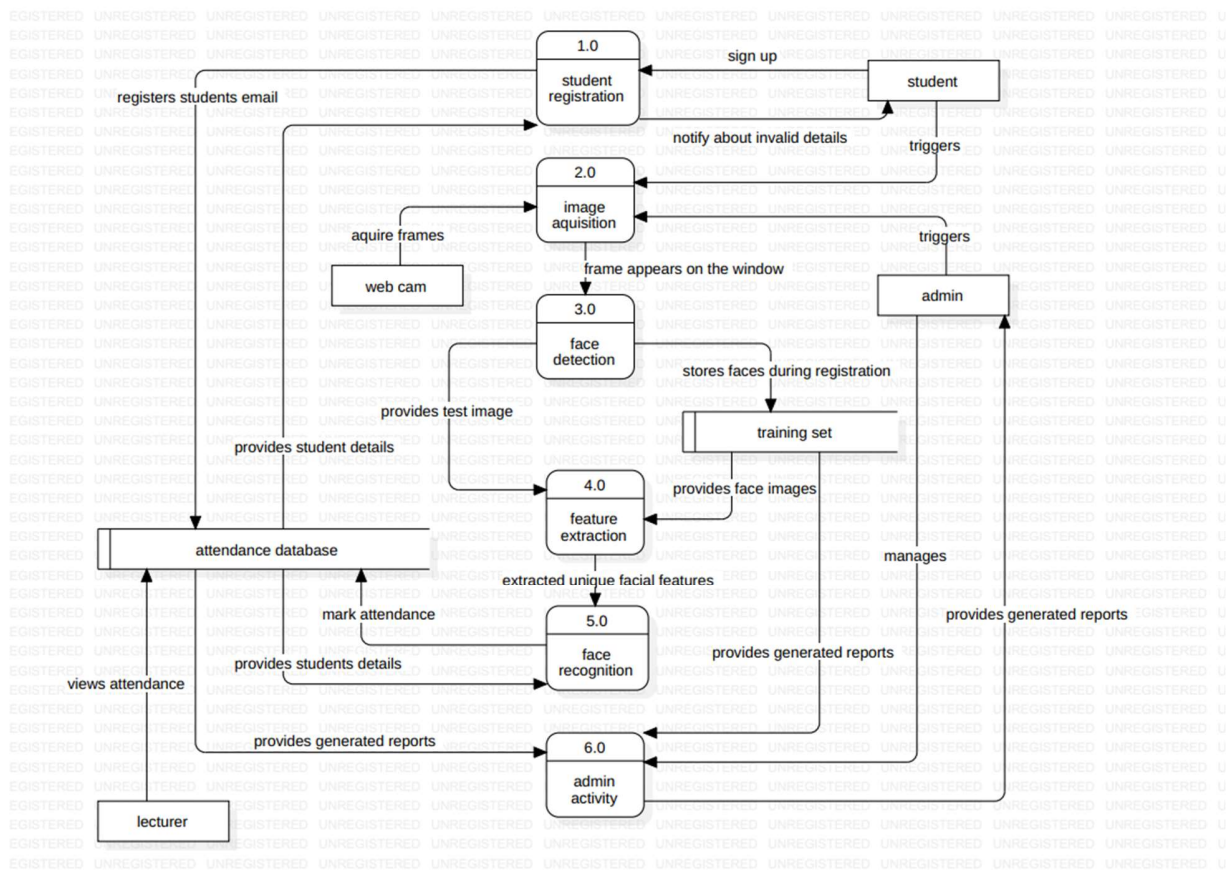 UNREGISTERED
1.0
student
registration
sign up
student
registers students email
notify about invalid details
triggers
2.0
image
aquisition
aquire frames
triggers
web cam
frame appears on the window
admin
3.0
face
detection
stores faces during registration
provides test image
training set
provides student details
4.0
feature
extraction
provides face images
attendance database
manages
extracted unique facial features
mark attendance
5.0
face
recognition
provides generated reports
provides generated reports
provides students details
views attendance
provides generated reports
6.0
admin
activity
lecturer